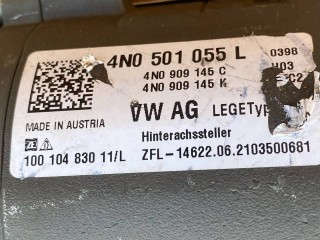 4N0 501 055 L 0398
4N0 909 145 C H03
4N0 909 145 K
MADE IN AUSTRIA VW AG LEGETyp
Hinterachssteller
100 104 830 11/L ZFL-14622.06.2103500681